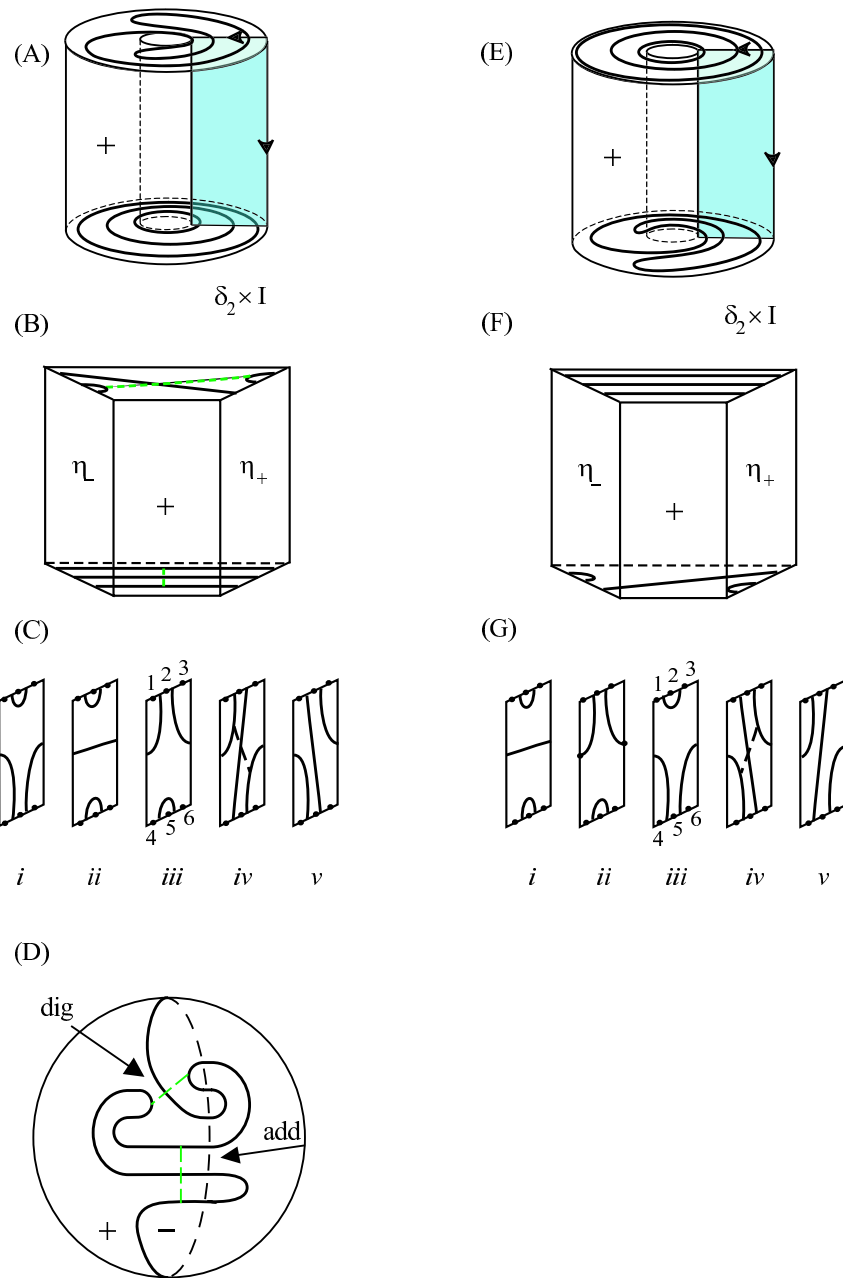 (A) (E)
+ +
δ₂ × I
(B) (F)
δ₂ × I
η₋ η₊ η₋ η₊
+ +
(C) (G)
1 2 3 1 2 3
4 5 6 4 5 6
i ii iii iv v i ii iii iv v
(D)
dig
add
+ −